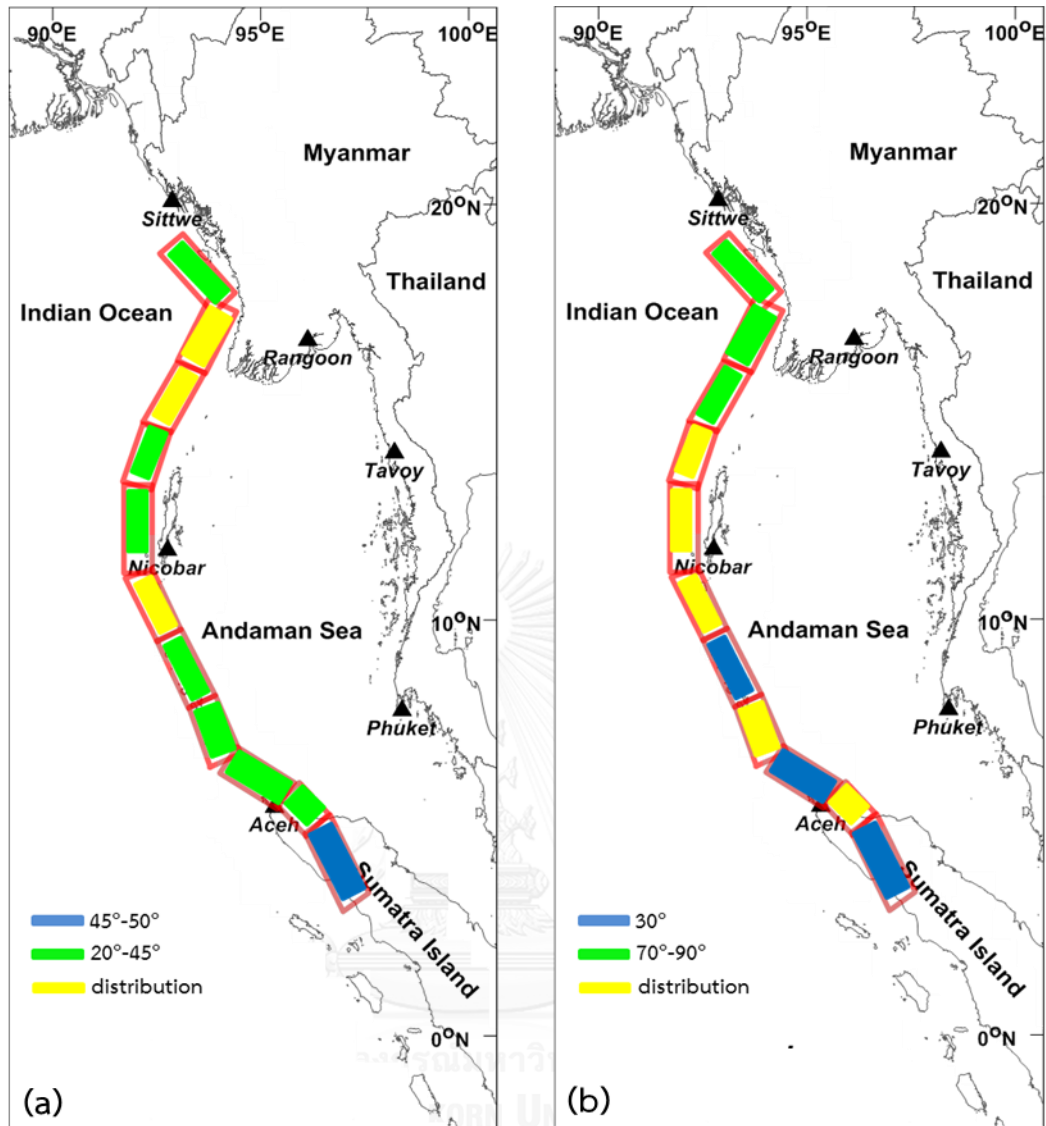 90°E 95°E 100°E
Myanmar
20°N
Sittwe
Thailand
Indian Ocean
Rangoon
Tavoy
Nicobar
10°N
Andaman Sea
Phuket
Aceh
Sumatra Island
45°-50°
20°-45°
distribution
0°N
(a)
90°E 95°E 100°E
Myanmar
20°N
Sittwe
Thailand
Indian Ocean
Rangoon
Tavoy
Nicobar
10°N
Andaman Sea
Phuket
Aceh
Sumatra Island
30°
70°-90°
distribution
0°N
(b)